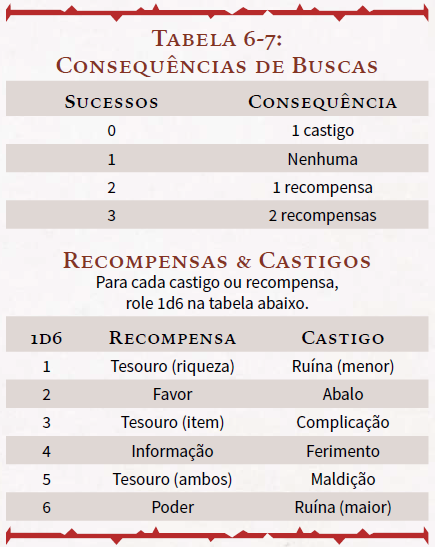 Tabela 6-7:
Consequências de Buscas
Sucessos Consequência
0 1 castigo
1 Nenhuma
2 1 recompensa
3 2 recompensas
Recompensas & Castigos
Para cada castigo ou recompensa,
role 1d6 na tabela abaixo.
1d6 Recompensa Castigo
1 Tesouro (riqueza) Ruína (menor)
2 Favor Abalo
3 Tesouro (item) Complicação
4 Informação Ferimento
5 Tesouro (ambos) Maldição
6 Poder Ruína (maior)